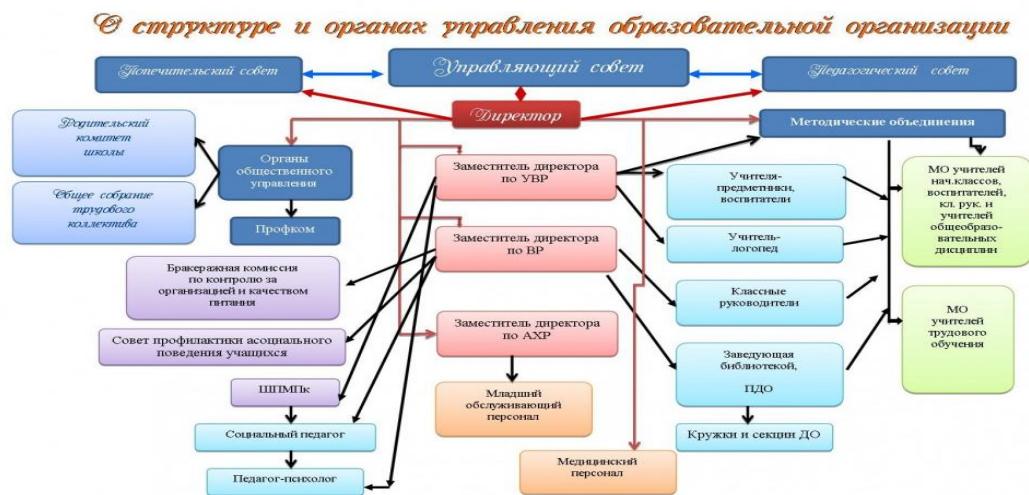 О структуре и органах управления образовательной организации
Попечительский совет
Управляющий совет
Педагогический совет
Директор
Родительский
комитет
школы
Общее собрание
трудового
коллектива
Органы
общественного
управления
Профком
Методические объединения
Заместитель директора
по УВР
Учителя-
предметники,
воспитатели
МО учителей
нач.классов,
воспитателей,
кл. рук. и
учителей
общеобразо-
вательных
дисциплин
Учитель-
логопед
Заместитель директора
по ВР
Бракеражная комиссия
по контролю за
организацией и качеством
питания
Классные
руководители
МО
учителей
трудового
обучения
Совет профилактики асоциального
поведения учащихся
Заместитель директора
по АХР
Заведующая
библиотекой,
ПДО
ШПМПк
Младший
обслуживающий
персонал
Социальный педагог
Кружки и секции ДО
Педагог-психолог
Медицинский
персонал